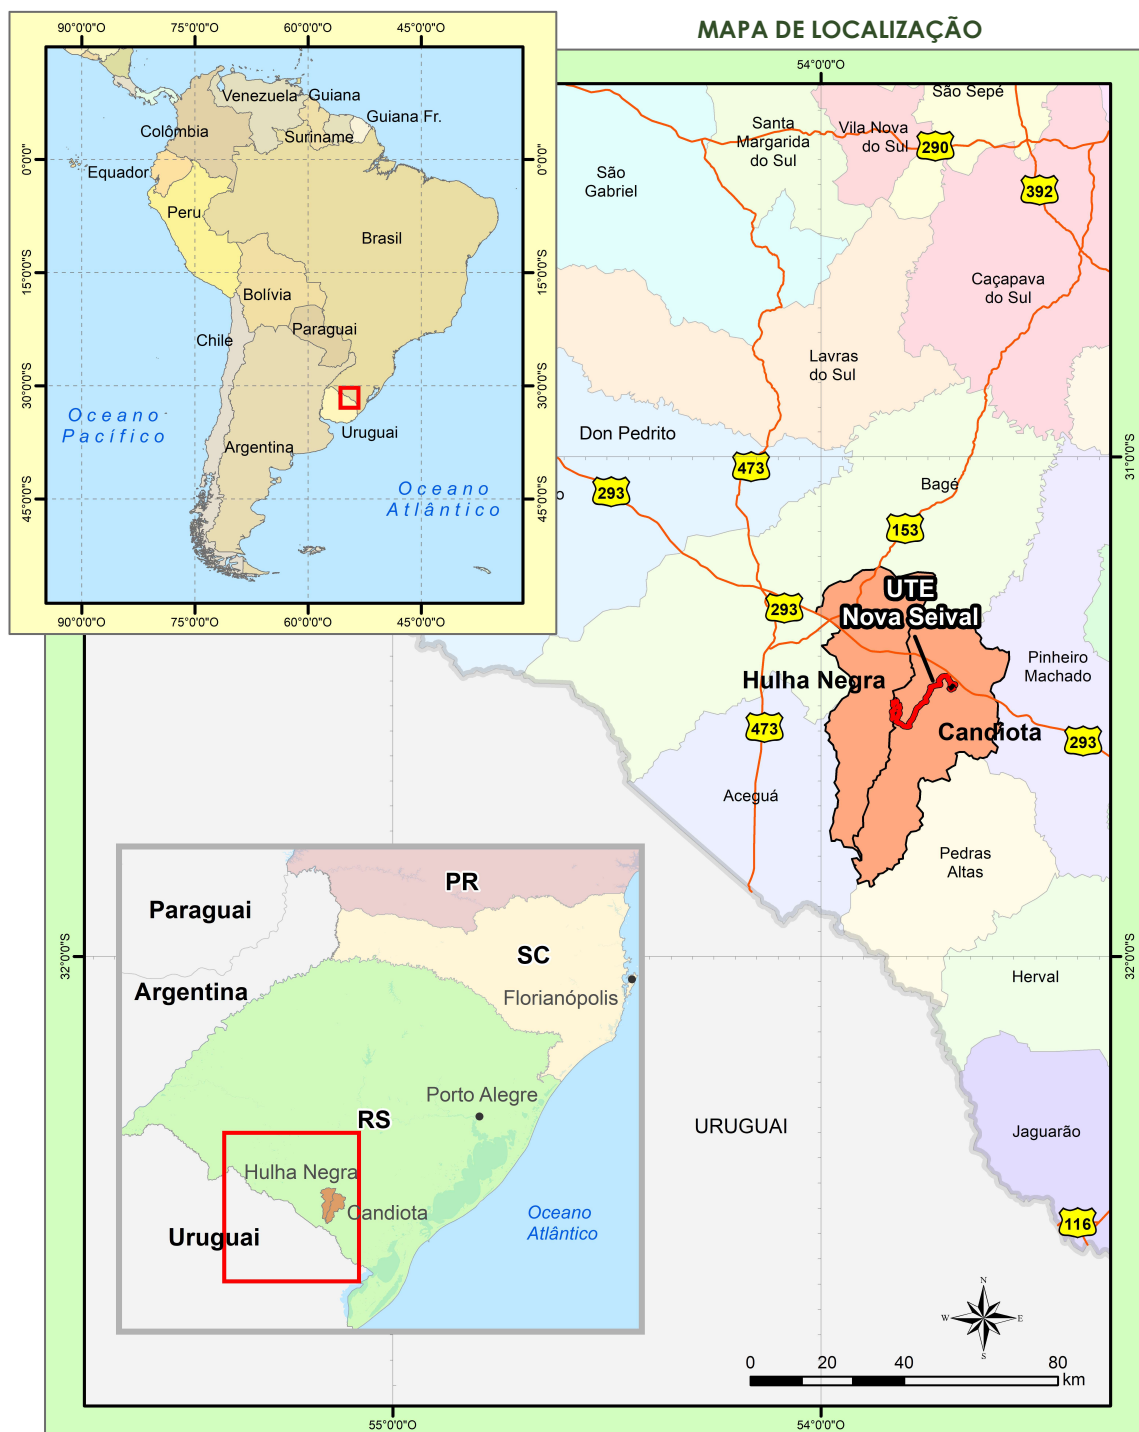 MAPA DE LOCALIZAÇÃO
90°0'0"O
75°0'0"O
60°0'0"O
45°0'0"O
0°0'0"
15°0'0"S
30°0'0"S
45°0'0"S
0°0'0"
15°0'0"S
30°0'0"S
45°0'0"S
90°0'0"O
75°0'0"O
60°0'0"O
45°0'0"O
Venezuela
Guiana
Guiana Fr.
Colômbia
Suriname
Equador
Peru
Brasil
Bolívia
Chile
Paraguai
Argentina
Uruguai
Oceano
Pacífico
Oceano
Atlântico
54°0'0"O
São Sepé
Santa
Margarida
do Sul
Vila Nova
do Sul
290
São
Gabriel
392
Caçapava
do Sul
Lavras
do Sul
Don Pedrito
31°0'0"S
473
Bagé
293
o
153
UTE
Nova Seival
293
Pinheiro
Machado
Hulha Negra
473
Candiota
293
Aceguá
Pedras
Altas
32°0'0"S
32°0'0"S
Herval
URUGUAI
Jaguarão
116
PR
Paraguai
SC
Argentina
Florianópolis
Porto Alegre
RS
Hulha Negra
Candiota
Uruguai
Oceano
Atlântico
N
W
E
S
0
20
40
80
km
55°0'0"O
54°0'0"O